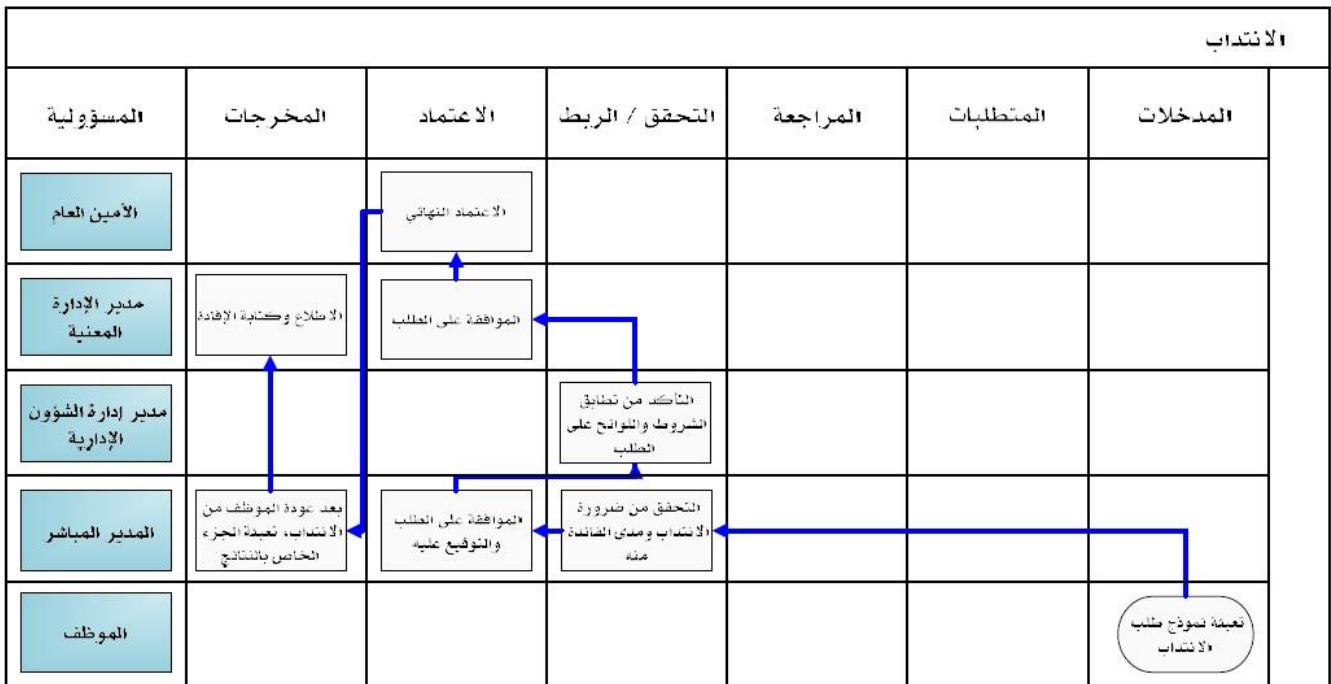 الانتداب
المدخلات
المتطلبات
المراجعة
التحقق / الربط
الاعتماد
المخرجات
المسؤولية
الاعتماد النهائي
الأمين العام
الموافقة على الطلب
الاطلاع وكتابة الإفادة
مدير الإدارة
المعنية
التأكد من تطابق
الشروط واللوائح على
الطلب
مدير إدارة الشؤون
الإدارية
التحقق من ضرورة
الانتداب ومدى الفائدة
منه
الموافقة على الطلب
والتوقيع عليه
بعد عودة الموظف من
الانتداب، تعبئة الجزء
الخاص بالنتائج
المدير المباشر
تعبئة نموذج طلب
الانتداب
الموظف